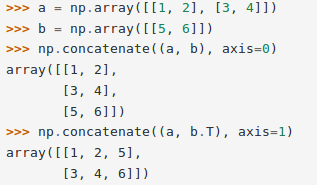 >>> a = np.array([[1, 2], [3, 4]])
>>> b = np.array([[5, 6]])
>>> np.concatenate((a, b), axis=0)
array([[1, 2],
       [3, 4],
       [5, 6]])
>>> np.concatenate((a, b.T), axis=1)
array([[1, 2, 5],
       [3, 4, 6]])